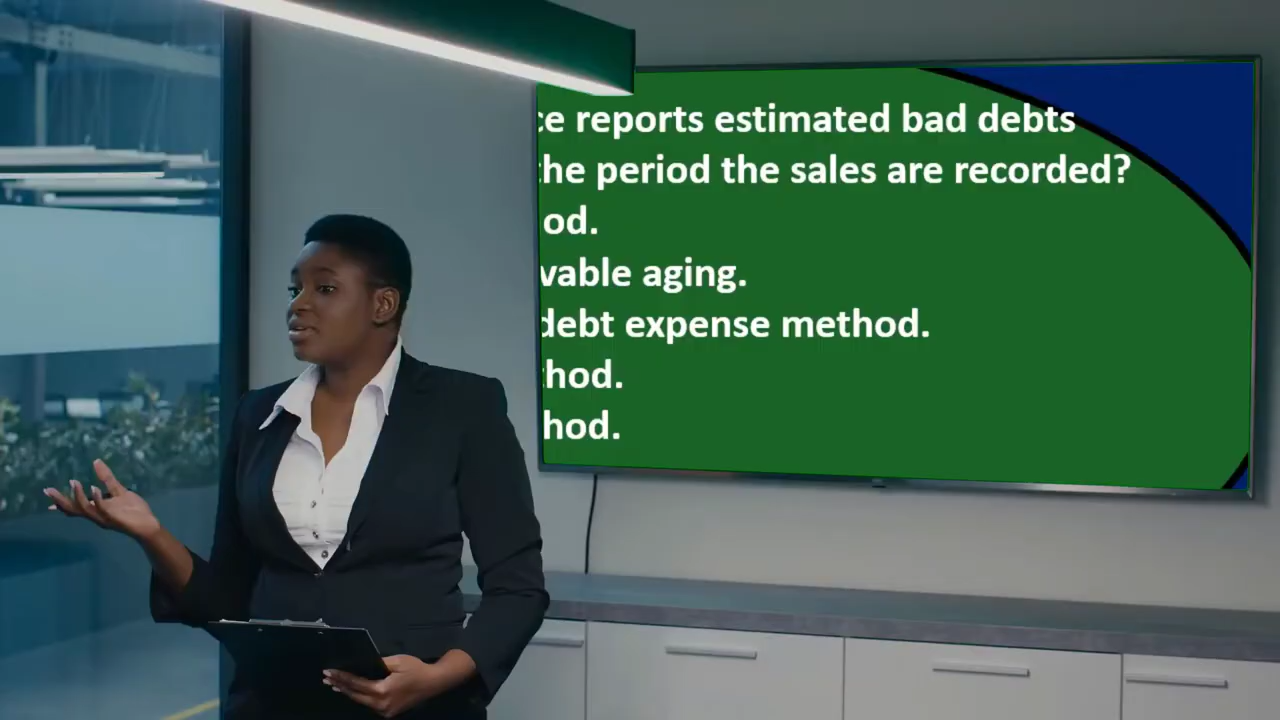 ce reports estimated bad debts
the period the sales are recorded?
od.
vable aging.
debt expense method.
thod.
hod.